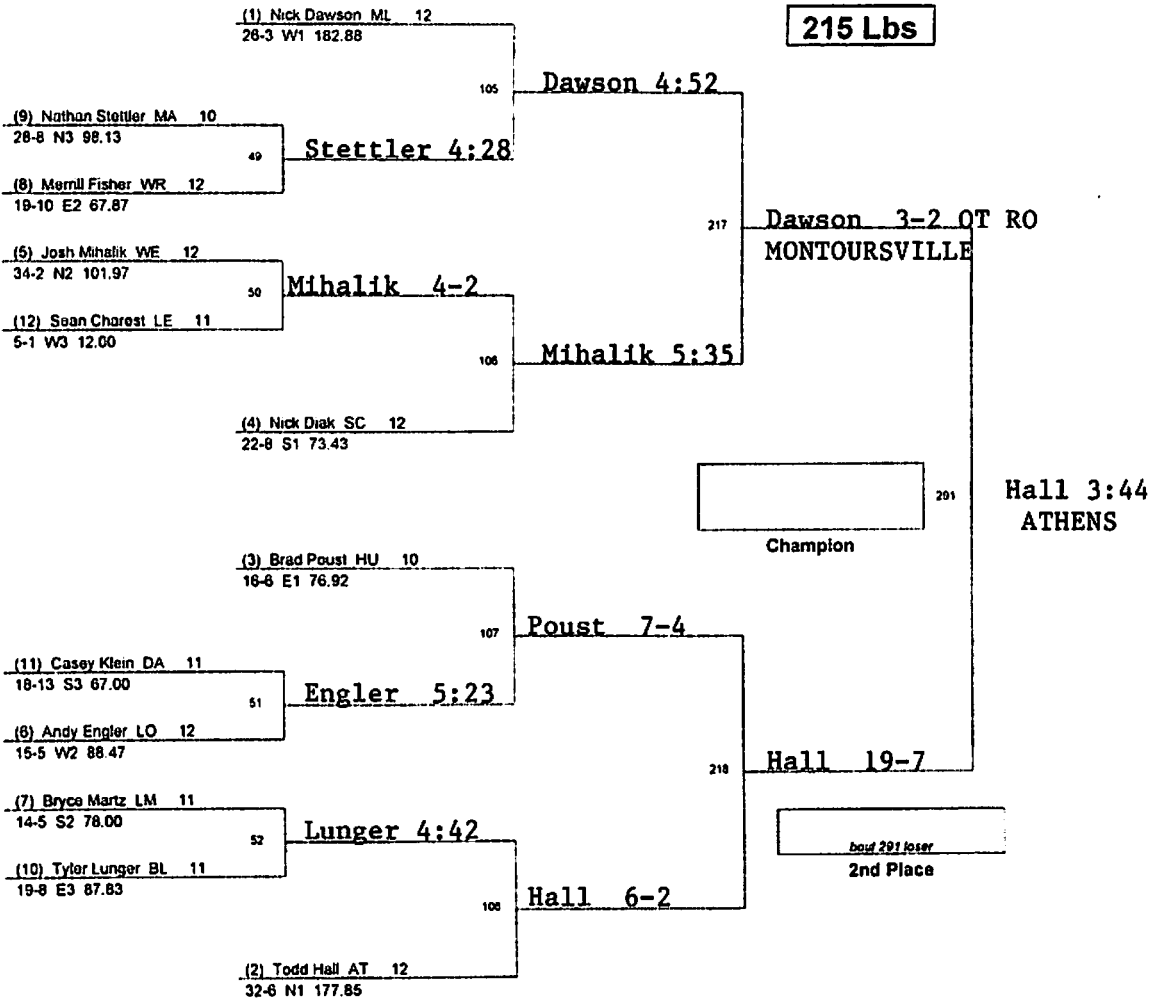 (1) Nick Dawson ML 12
26-3 W1 182.88
215 Lbs
105 Dawson 4:52
(9) Nathan Stettler MA 10
28-8 N3 98.13
49 Stettler 4:28
(8) Merrill Fisher WR 12
19-10 E2 67.87
217 Dawson 3-2 OT RO
MONTOURSVILLE
(5) Josh Mihalik WE 12
34-2 N2 101.97
50 Mihalik 4-2
(12) Sean Charest LE 11
5-1 W3 12.00
106 Mihalik 5:35
(4) Nick Diak SC 12
22-8 S1 73.43
291 Hall 3:44
ATHENS
Champion
(3) Brad Poust HU 10
16-6 E1 76.92
107 Poust 7-4
(11) Casey Klein DA 11
18-13 S3 67.00
51 Engler 5:23
(6) Andy Engler LO 12
15-5 W2 88.47
218 Hall 19-7
(7) Bryce Martz LM 11
14-5 S2 78.00
52 Lunger 4:42
bout 291 loser
2nd Place
(10) Tyler Lunger BL 11
19-8 E3 87.83
108 Hall 6-2
(2) Todd Hall AT 12
32-6 N1 177.85